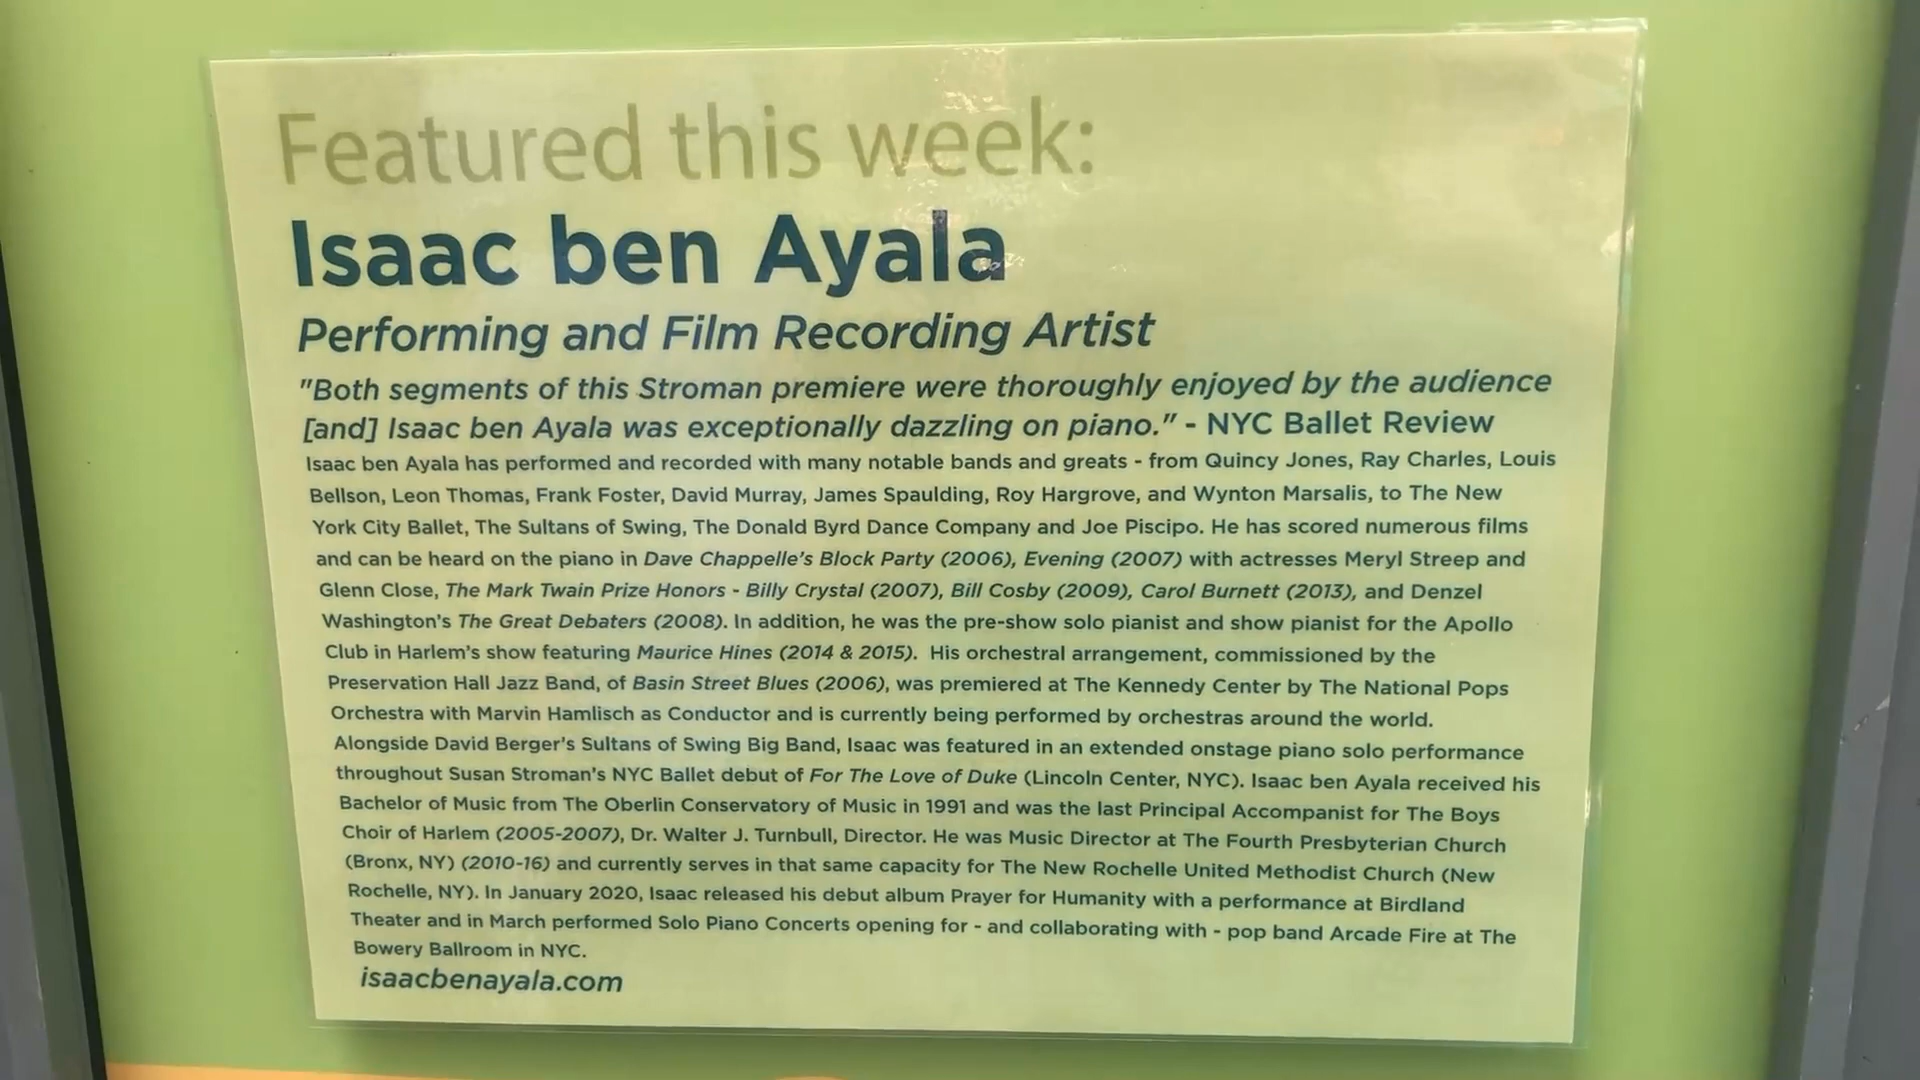 Featured this week:
Isaac ben Ayala
Performing and Film Recording Artist
"Both segments of this Stroman premiere were thoroughly enjoyed by the audience
[and] Isaac ben Ayala was exceptionally dazzling on piano." - NYC Ballet Review
Isaac ben Ayala has performed and recorded with many notable bands and greats - from Quincy Jones, Ray Charles, Louis
Bellson, Leon Thomas, Frank Foster, David Murray, James Spaulding, Roy Hargrove, and Wynton Marsalis, to The New
York City Ballet, The Sultans of Swing, The Donald Byrd Dance Company and Joe Piscipo. He has scored numerous films
and can be heard on the piano in Dave Chappelle's Block Party (2006), Evening (2007) with actresses Meryl Streep and
Glenn Close, The Mark Twain Prize Honors - Billy Crystal (2007), Bill Cosby (2009), Carol Burnett (2013), and Denzel
Washington's The Great Debaters (2008). In addition, he was the pre-show solo pianist and show pianist for the Apollo
Club in Harlem's show featuring Maurice Hines (2014 & 2015). His orchestral arrangement, commissioned by the
Preservation Hall Jazz Band, of Basin Street Blues (2006), was premiered at The Kennedy Center by The National Pops
Orchestra with Marvin Hamlisch as Conductor and is currently being performed by orchestras around the world.
Alongside David Berger's Sultans of Swing Big Band, Isaac was featured in an extended onstage piano solo performance
throughout Susan Stroman's NYC Ballet debut of For The Love of Duke (Lincoln Center, NYC). Isaac ben Ayala received his
Bachelor of Music from The Oberlin Conservatory of Music in 1991 and was the last Principal Accompanist for The Boys
Choir of Harlem (2005-2007), Dr. Walter J. Turnbull, Director. He was Music Director at The Fourth Presbyterian Church
(Bronx, NY) (2010-16) and currently serves in that same capacity for The New Rochelle United Methodist Church (New
Rochelle, NY). In January 2020, Isaac released his debut album Prayer for Humanity with a performance at Birdland
Theater and in March performed Solo Piano Concerts opening for - and collaborating with - pop band Arcade Fire at The
Bowery Ballroom in NYC.
isaacbenayala.com